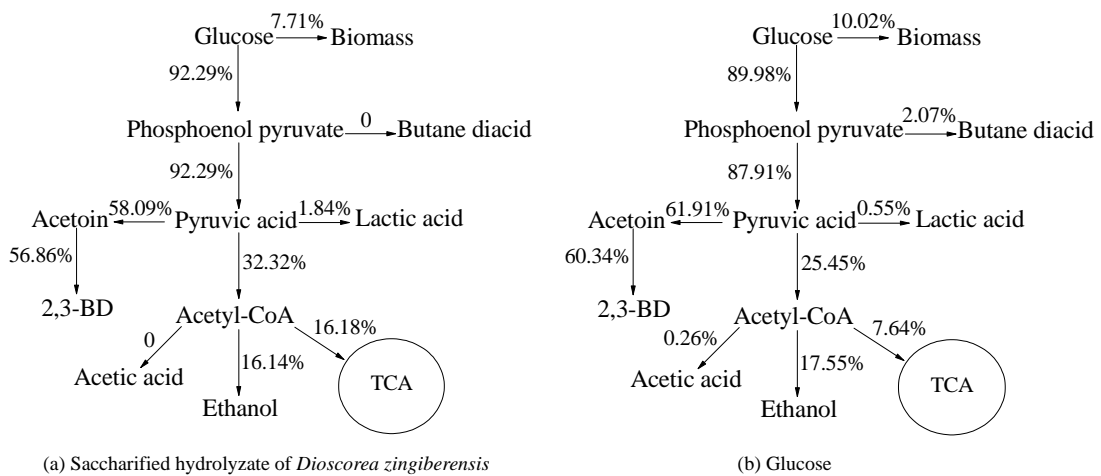 7.71%
Glucose
Biomass
92.29%
0
Phosphoenol pyruvate
Butane diacid
92.29%
58.09%
1.84%
Acetoin
Pyruvic acid
Lactic acid
56.86%
32.32%
2,3-BD
Acetyl-CoA
16.18%
0
16.14%
Acetic acid
TCA
Ethanol
(a) Saccharified hydrolyzate of Dioscorea zingiberensis
10.02%
Glucose
Biomass
89.98%
2.07%
Phosphoenol pyruvate
Butane diacid
87.91%
61.91%
0.55%
Acetoin
Pyruvic acid
Lactic acid
60.34%
25.45%
2,3-BD
Acetyl-CoA
7.64%
0.26%
17.55%
Acetic acid
TCA
Ethanol
(b) Glucose